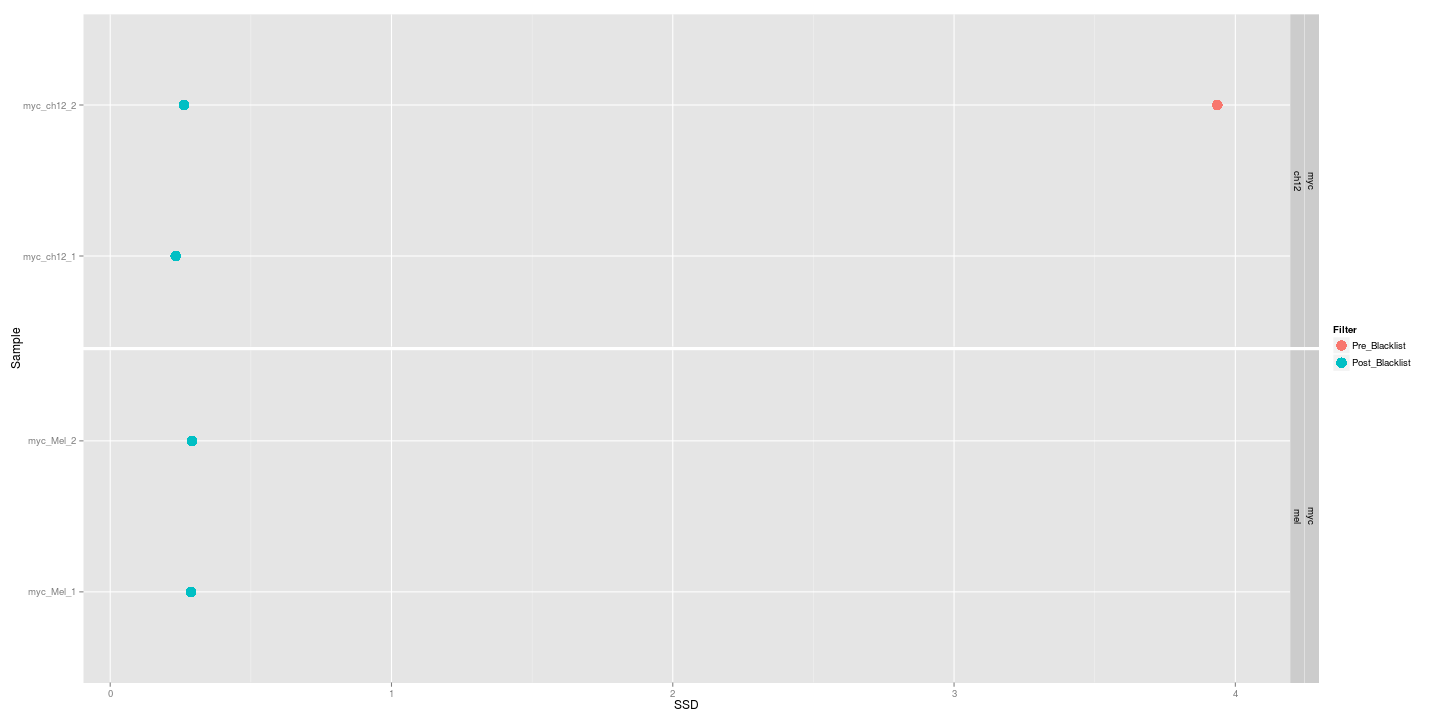 myc_ch12_2
myc_ch12_1
myc_Mel_2
myc_Mel_1
Sample
ch12
myc
mel
myc
0
1
2
3
4
SSD
Filter
Pre_Blacklist
Post_Blacklist